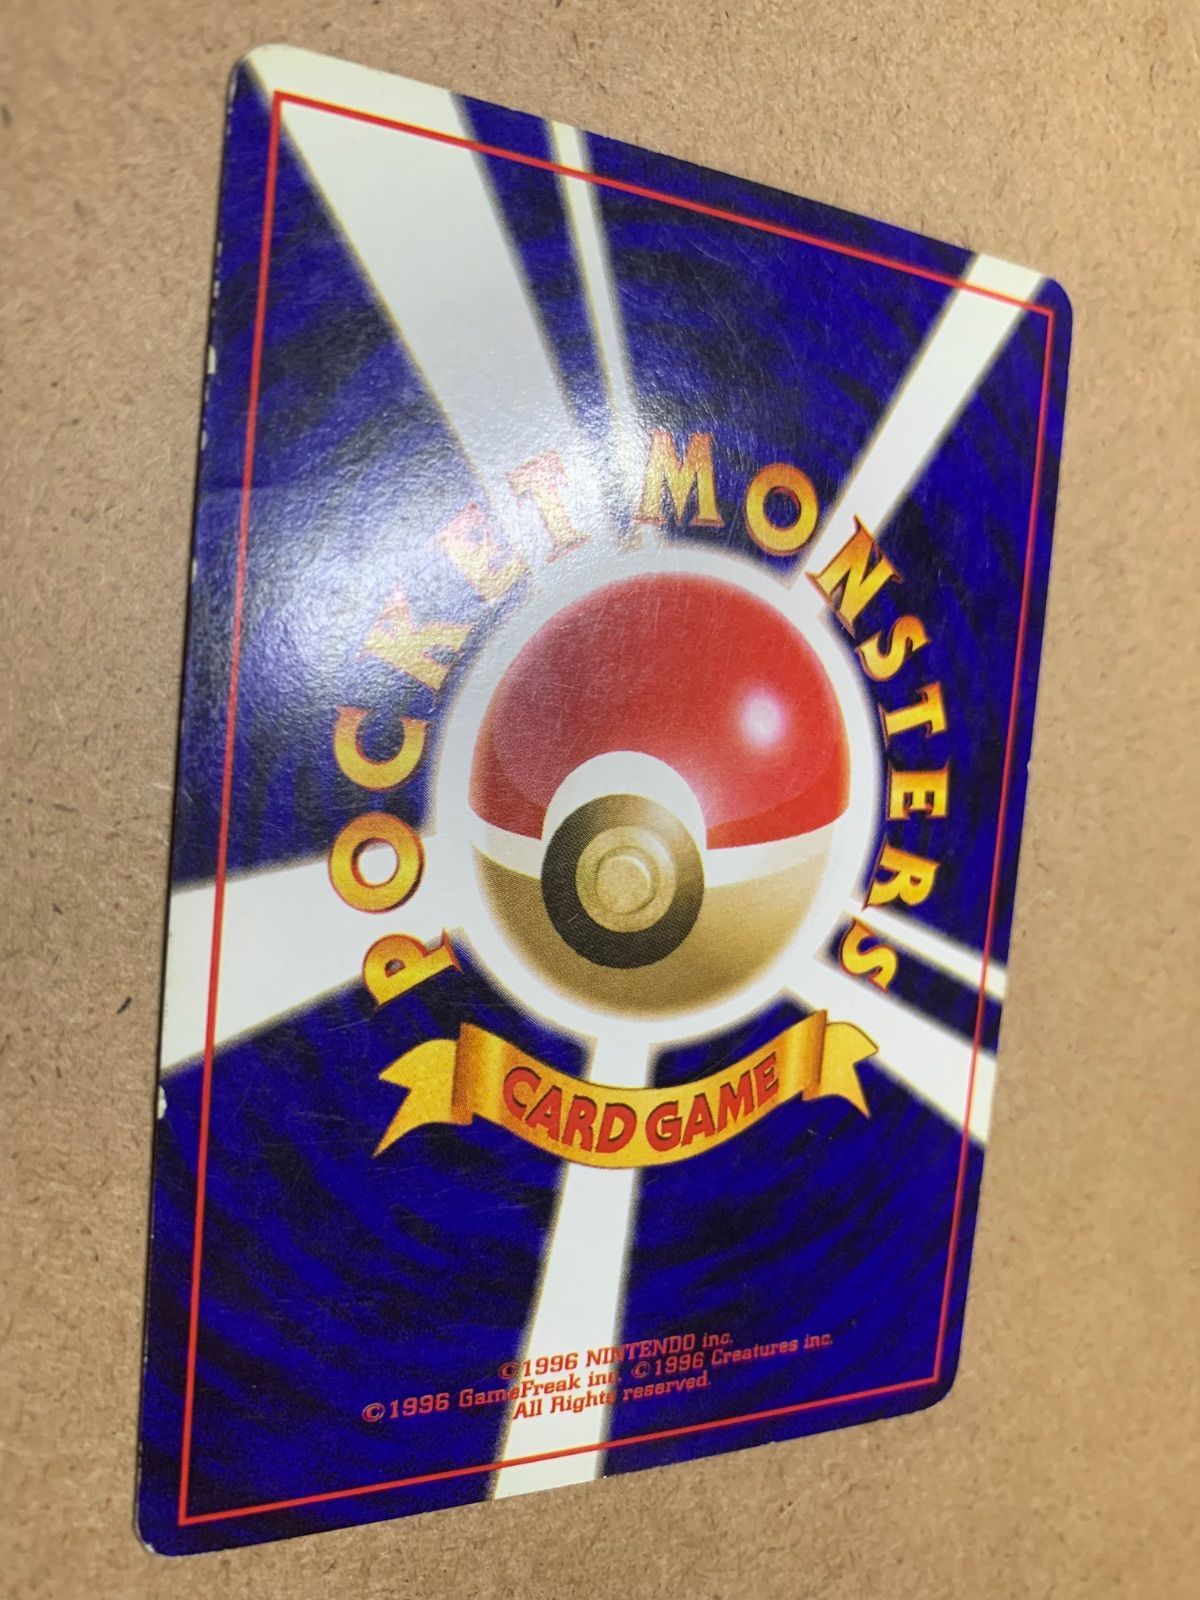 POCKET MONSTERS
CARD GAME
©1996 NINTENDO inc.
©1996 GameFreak inc. ©1996 Creatures inc.
All Rights reserved.